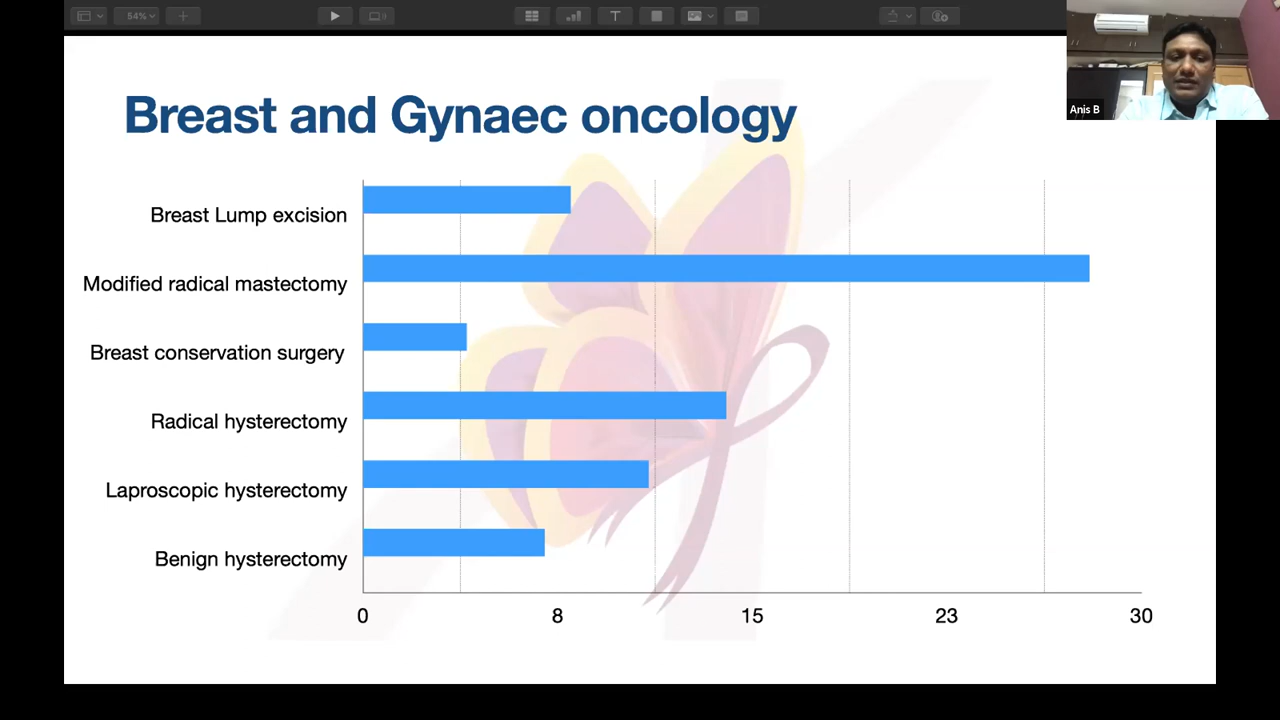 54%
Anis B
Breast and Gynaec oncology
Breast Lump excision
Modified radical mastectomy
Breast conservation surgery
Radical hysterectomy
Laproscopic hysterectomy
Benign hysterectomy
0 8 15 23 30